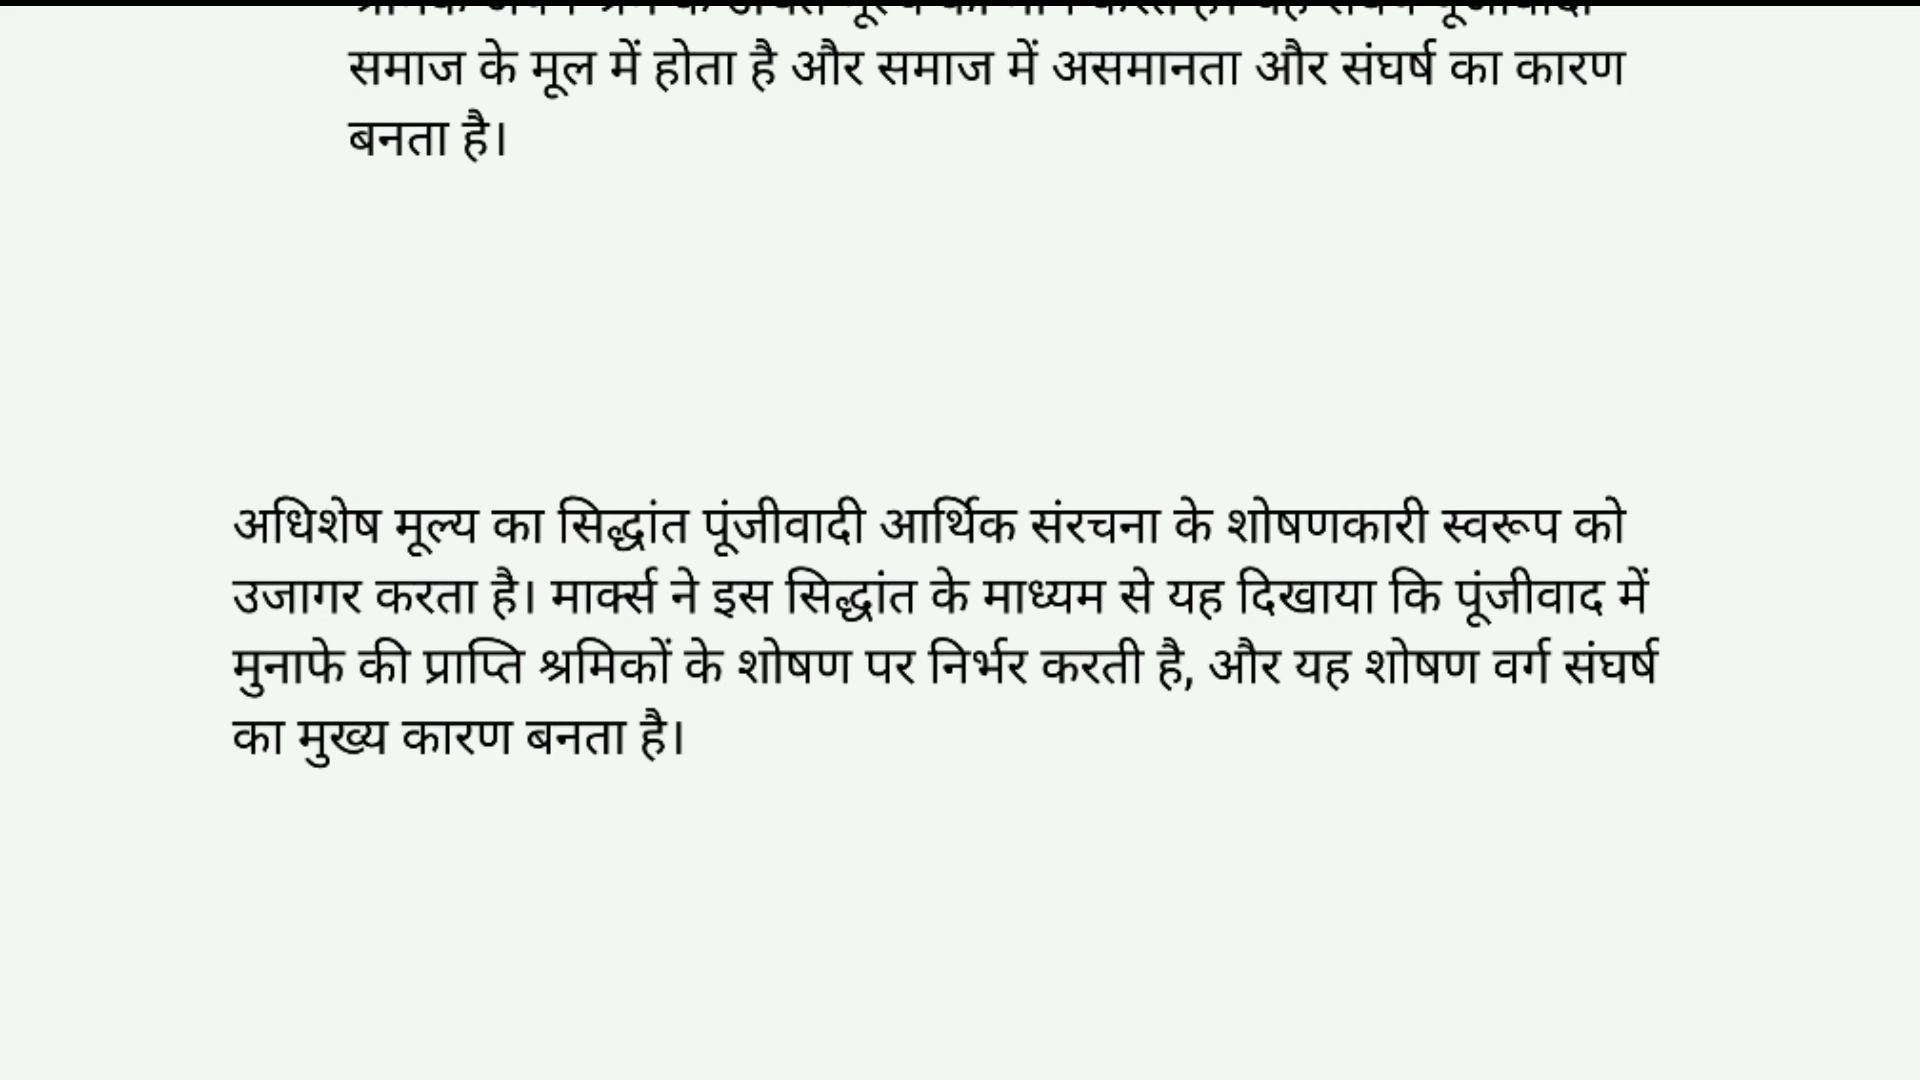 समाज के मूल में होता है और समाज में असमानता और संघर्ष का कारण
बनता है।
अधिशेष मूल्य का सिद्धांत पूंजीवादी आर्थिक संरचना के शोषणकारी स्वरूप को
उजागर करता है। मार्क्स ने इस सिद्धांत के माध्यम से यह दिखाया कि पूंजीवाद में
मुनाफे की प्राप्ति श्रमिकों के शोषण पर निर्भर करती है, और यह शोषण वर्ग संघर्ष
का मुख्य कारण बनता है।